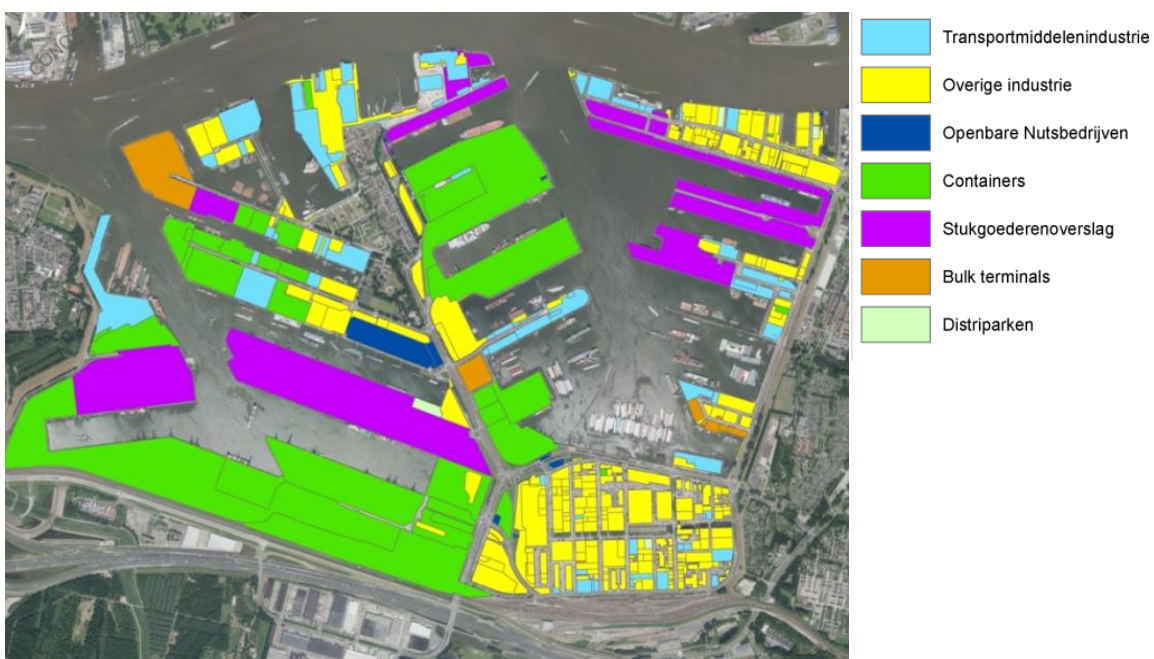 Transportmiddelenindustrie
Overige industrie
Openbare Nutsbedrijven
Containers
Stukgoederenoverslag
Bulk terminals
Distriparken